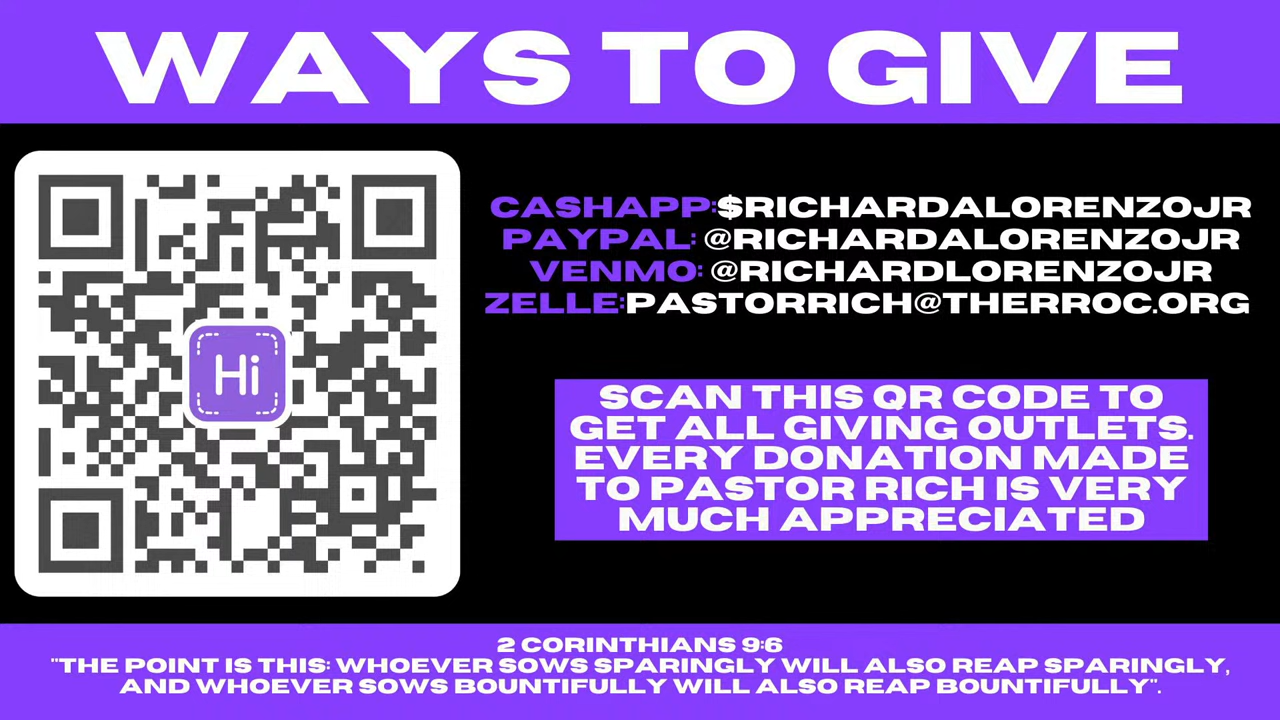 WAYS TO GIVE
CASHAPP:$RICHARDALORENZOJR
PAYPAL: @RICHARDALORENZOJR
VENMO: @RICHARDLORENZOJR
ZELLE:PASTORRICH@THERROC.ORG
Hi
SCAN THIS QR CODE TO
GET ALL GIVING OUTLETS.
EVERY DONATION MADE
TO PASTOR RICH IS VERY
MUCH APPRECIATED
2 CORINTHIANS 9:6
"THE POINT IS THIS: WHOEVER SOWS SPARINGLY WILL ALSO REAP SPARINGLY,
AND WHOEVER SOWS BOUNTIFULLY WILL ALSO REAP BOUNTIFULLY".